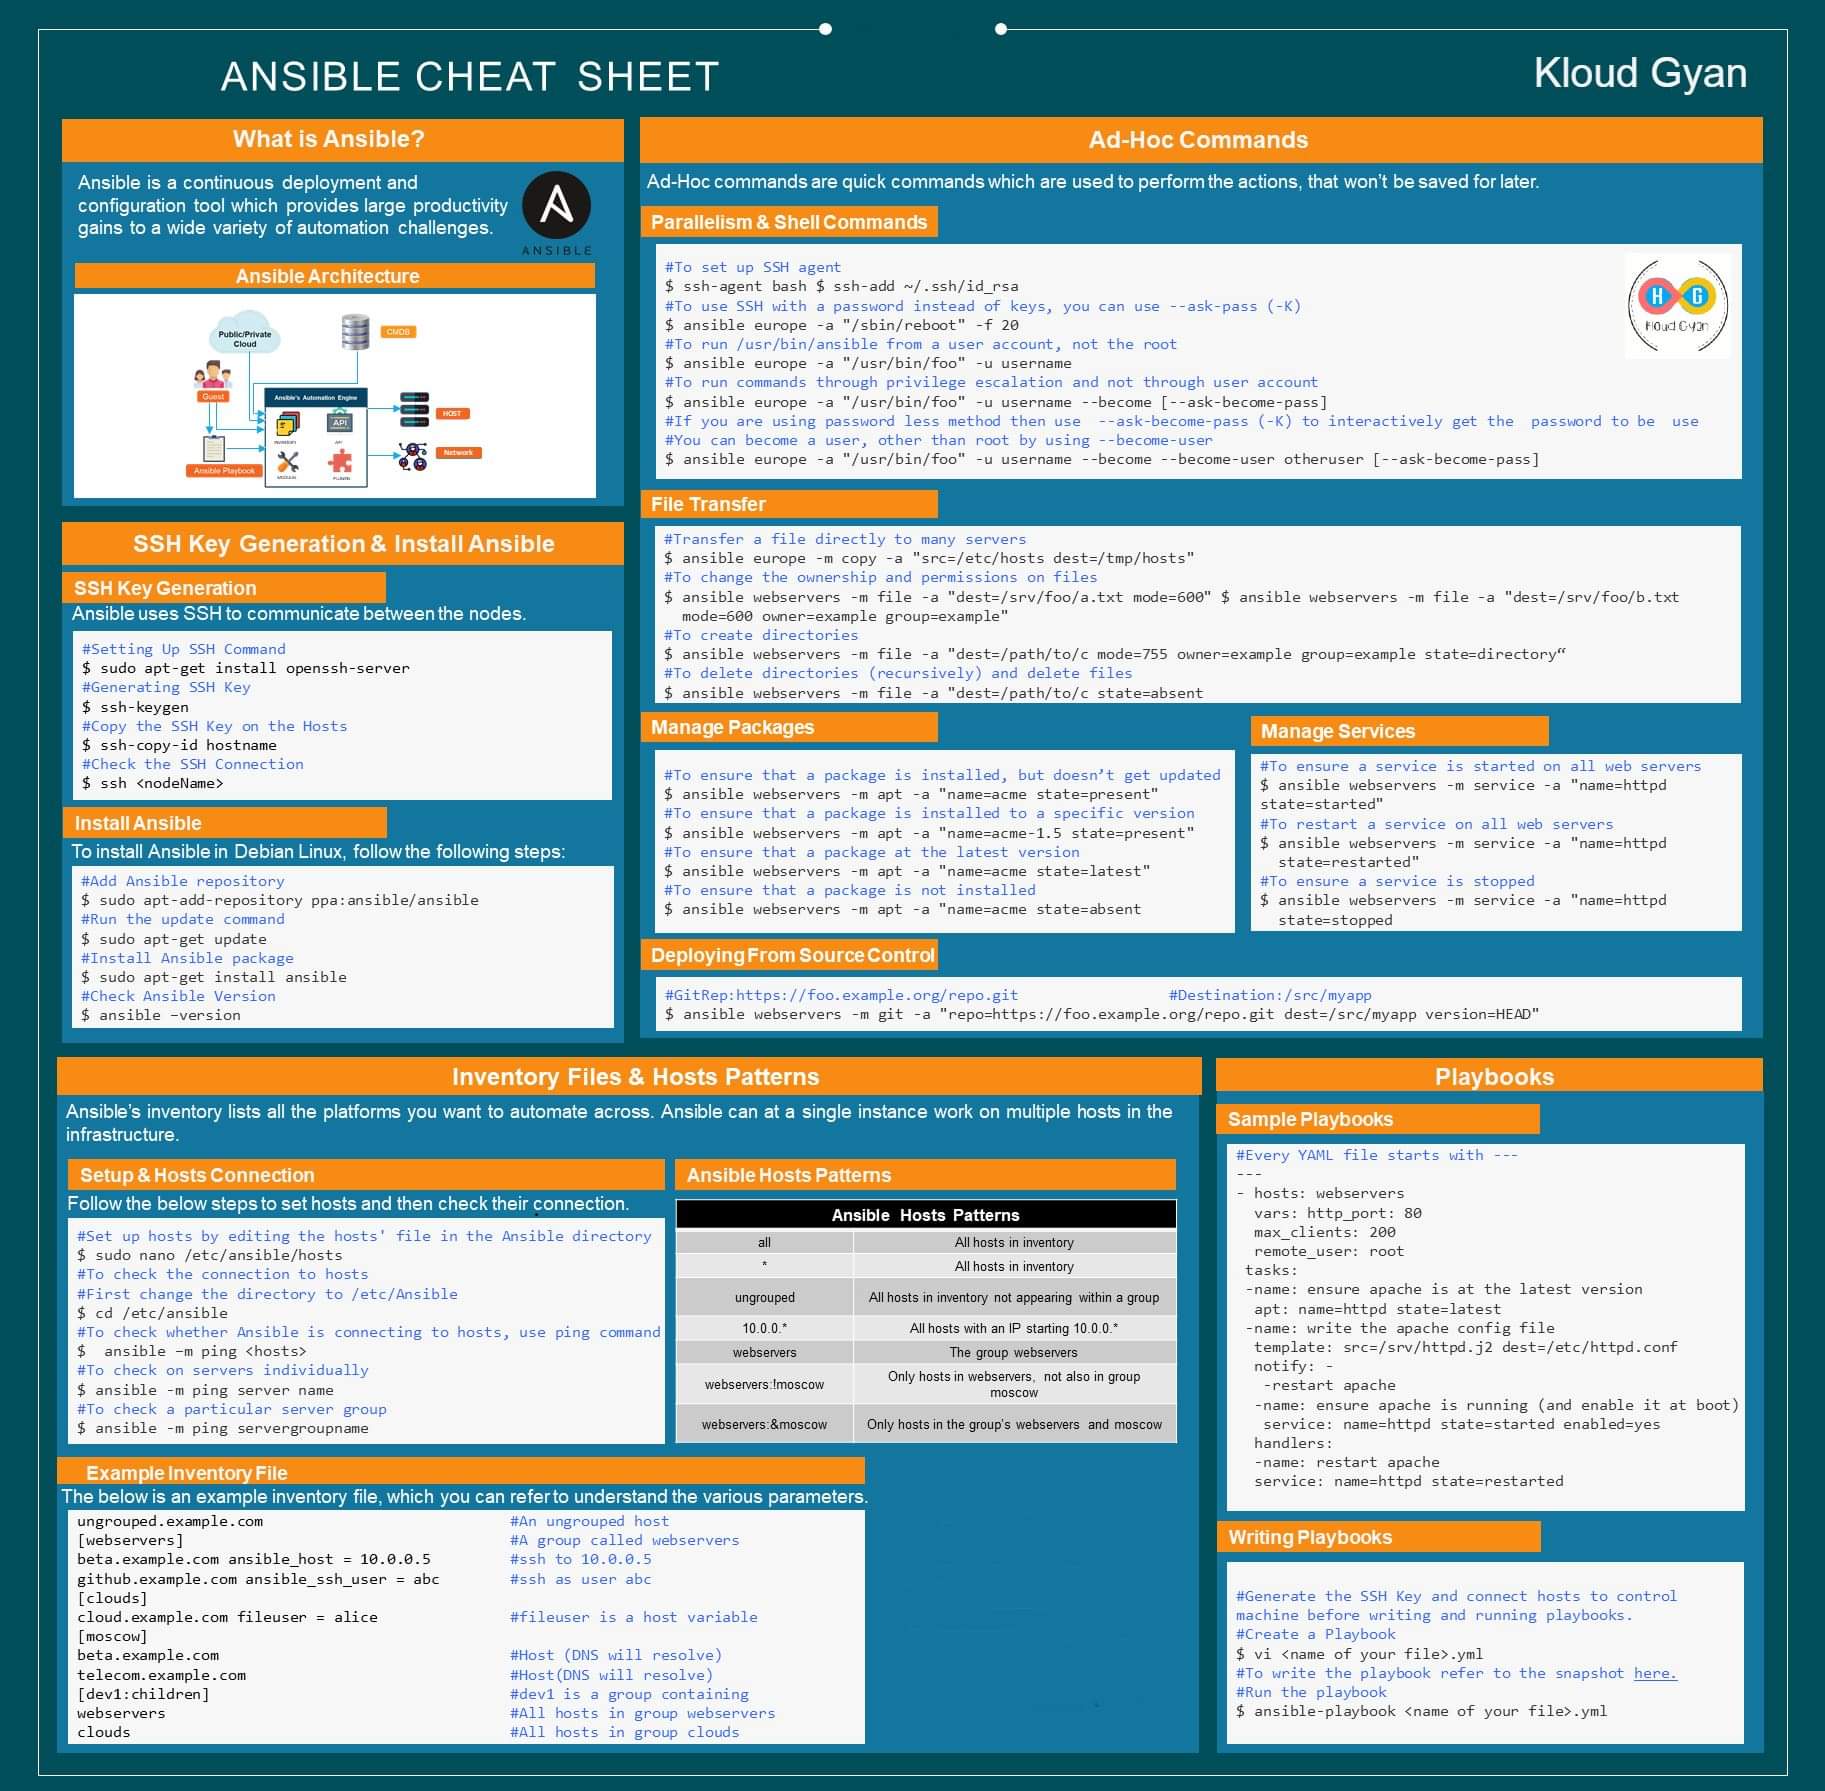 ANSIBLE CHEAT SHEET
Kloud Gyan
What is Ansible?
Ansible is a continuous deployment and
configuration tool which provides large productivity
gains to a wide variety of automation challenges.
A
ANSIBLE
Ansible Architecture
Public/Private
Cloud
CMDB
Guest
Ansible's Automation Engine
HOST
API
INVENTORY
API
Ansible Playbook
Network
MODULE
PLUGIN
SSH Key Generation & Install Ansible
SSH Key Generation
Ansible uses SSH to communicate between the nodes.
#Setting Up SSH Command
$ sudo apt-get install openssh-server
#Generating SSH Key
$ ssh-keygen
#Copy the SSH Key on the Hosts
$ ssh-copy-id hostname
#Check the SSH Connection
$ ssh <nodeName>
Install Ansible
To install Ansible in Debian Linux, follow the following steps:
#Add Ansible repository
$ sudo apt-add-repository ppa:ansible/ansible
#Run the update command
$ sudo apt-get update
#Install Ansible package
$ sudo apt-get install ansible
#Check Ansible Version
$ ansible –version
Ad-Hoc Commands
Ad-Hoc commands are quick commands which are used to perform the actions, that won't be saved for later.
Parallelism & Shell Commands
#To set up SSH agent
$ ssh-agent bash $ ssh-add ~/.ssh/id_rsa
#To use SSH with a password instead of keys, you can use --ask-pass (-K)
$ ansible europe -a "/sbin/reboot" -f 20
#To run /usr/bin/ansible from a user account, not the root
$ ansible europe -a "/usr/bin/foo" -u username
#To run commands through privilege escalation and not through user account
$ ansible europe -a "/usr/bin/foo" -u username --become [--ask-become-pass]
#If you are using password less method then use  --ask-become-pass (-K) to interactively get the  password to be  use
#You can become a user, other than root by using --become-user
$ ansible europe -a "/usr/bin/foo" -u username --become --become-user otheruser [--ask-become-pass]
H G
Kloud Gyan
File Transfer
#Transfer a file directly to many servers
$ ansible europe -m copy -a "src=/etc/hosts dest=/tmp/hosts"
#To change the ownership and permissions on files
$ ansible webservers -m file -a "dest=/srv/foo/a.txt mode=600" $ ansible webservers -m file -a "dest=/srv/foo/b.txt
mode=600 owner=example group=example"
#To create directories
$ ansible webservers -m file -a "dest=/path/to/c mode=755 owner=example group=example state=directory“
#To delete directories (recursively) and delete files
$ ansible webservers -m file -a "dest=/path/to/c state=absent
Manage Packages
#To ensure that a package is installed, but doesn’t get updated
$ ansible webservers -m apt -a "name=acme state=present"
#To ensure that a package is installed to a specific version
$ ansible webservers -m apt -a "name=acme-1.5 state=present"
#To ensure that a package at the latest version
$ ansible webservers -m apt -a "name=acme state=latest"
#To ensure that a package is not installed
$ ansible webservers -m apt -a "name=acme state=absent
Manage Services
#To ensure a service is started on all web servers
$ ansible webservers -m service -a "name=httpd
state=started"
#To restart a service on all web servers
$ ansible webservers -m service -a "name=httpd
state=restarted"
#To ensure a service is stopped
$ ansible webservers -m service -a "name=httpd
state=stopped
Deploying From Source Control
#GitRep:https://foo.example.org/repo.git #Destination:/src/myapp
$ ansible webservers -m git -a "repo=https://foo.example.org/repo.git dest=/src/myapp version=HEAD"
Inventory Files & Hosts Patterns
Ansible’s inventory lists all the platforms you want to automate across. Ansible can at a single instance work on multiple hosts in the
infrastructure.
Setup & Hosts Connection
Follow the below steps to set hosts and then check their connection.
#Set up hosts by editing the hosts' file in the Ansible directory
$ sudo nano /etc/ansible/hosts
#To check the connection to hosts
#First change the directory to /etc/Ansible
$ cd /etc/ansible
#To check whether Ansible is connecting to hosts, use ping command
$  ansible –m ping <hosts>
#To check on servers individually
$ ansible -m ping server name
#To check a particular server group
$ ansible -m ping servergroupname
Ansible Hosts Patterns
Ansible Hosts Patterns
all All hosts in inventory
* All hosts in inventory
ungrouped All hosts in inventory not appearing within a group
10.0.0.* All hosts with an IP starting 10.0.0.*
webservers The group webservers
webservers:!moscow Only hosts in webservers, not also in group
moscow
webservers:&moscow Only hosts in the group’s webservers and moscow
Example Inventory File
The below is an example inventory file, which you can refer to understand the various parameters.
ungrouped.example.com #An ungrouped host
[webservers] #A group called webservers
beta.example.com ansible_host = 10.0.0.5 #ssh to 10.0.0.5
github.example.com ansible_ssh_user = abc #ssh as user abc
[clouds]
cloud.example.com fileuser = alice #fileuser is a host variable
[moscow]
beta.example.com #Host (DNS will resolve)
telecom.example.com #Host(DNS will resolve)
[dev1:children] #dev1 is a group containing
webservers #All hosts in group webservers
clouds #All hosts in group clouds
Playbooks
Sample Playbooks
#Every YAML file starts with ---
---
- hosts: webservers
vars: http_port: 80
max_clients: 200
remote_user: root
tasks:
-name: ensure apache is at the latest version
apt: name=httpd state=latest
-name: write the apache config file
template: src=/srv/httpd.j2 dest=/etc/httpd.conf
notify: -
-restart apache
-name: ensure apache is running (and enable it at boot)
service: name=httpd state=started enabled=yes
handlers:
-name: restart apache
service: name=httpd state=restarted
Writing Playbooks
#Generate the SSH Key and connect hosts to control
machine before writing and running playbooks.
#Create a Playbook
$ vi <name of your file>.yml
#To write the playbook refer to the snapshot here.
#Run the playbook
$ ansible-playbook <name of your file>.yml